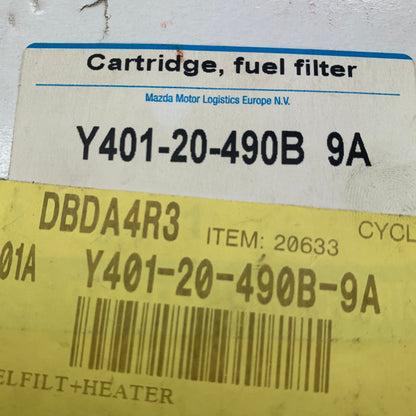 Cartridge, fuel filter
Mazda Motor Logistics Europe N.V.
Y401-20-490B 9A
DBDA4R3 ITEM: 20633 CYCL
01A Y401-20-490B-9A
ELFILT+HEATER